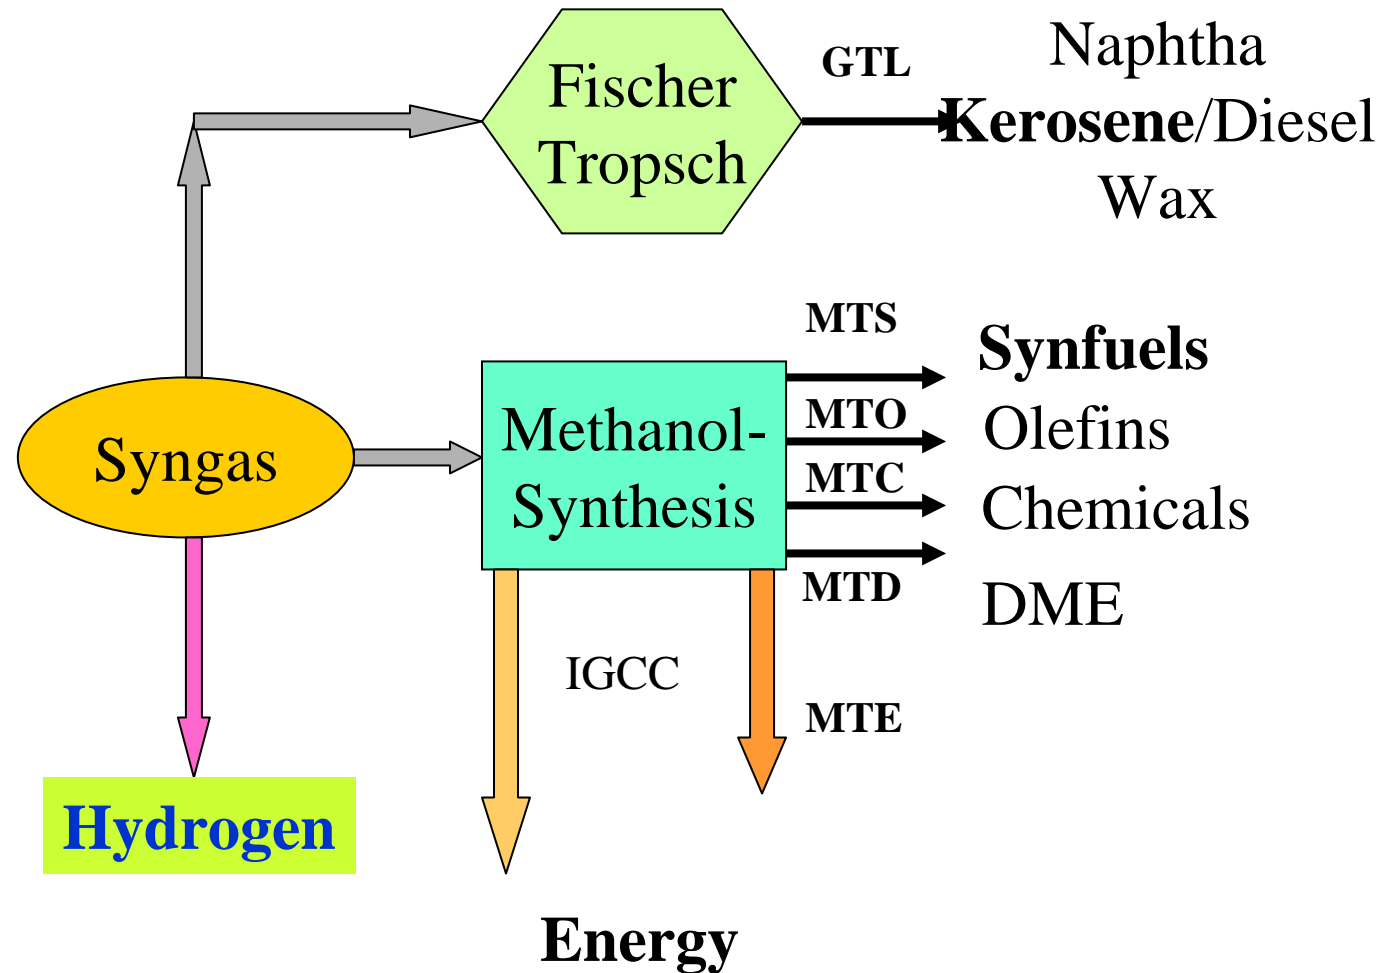 Fischer
Tropsch
GTL
Naphtha
Kerosene/Diesel
Wax
Syngas
Methanol-
Synthesis
MTS
Synfuels
MTO
Olefins
MTC
Chemicals
MTD
DME
IGCC
MTE
Hydrogen
Energy